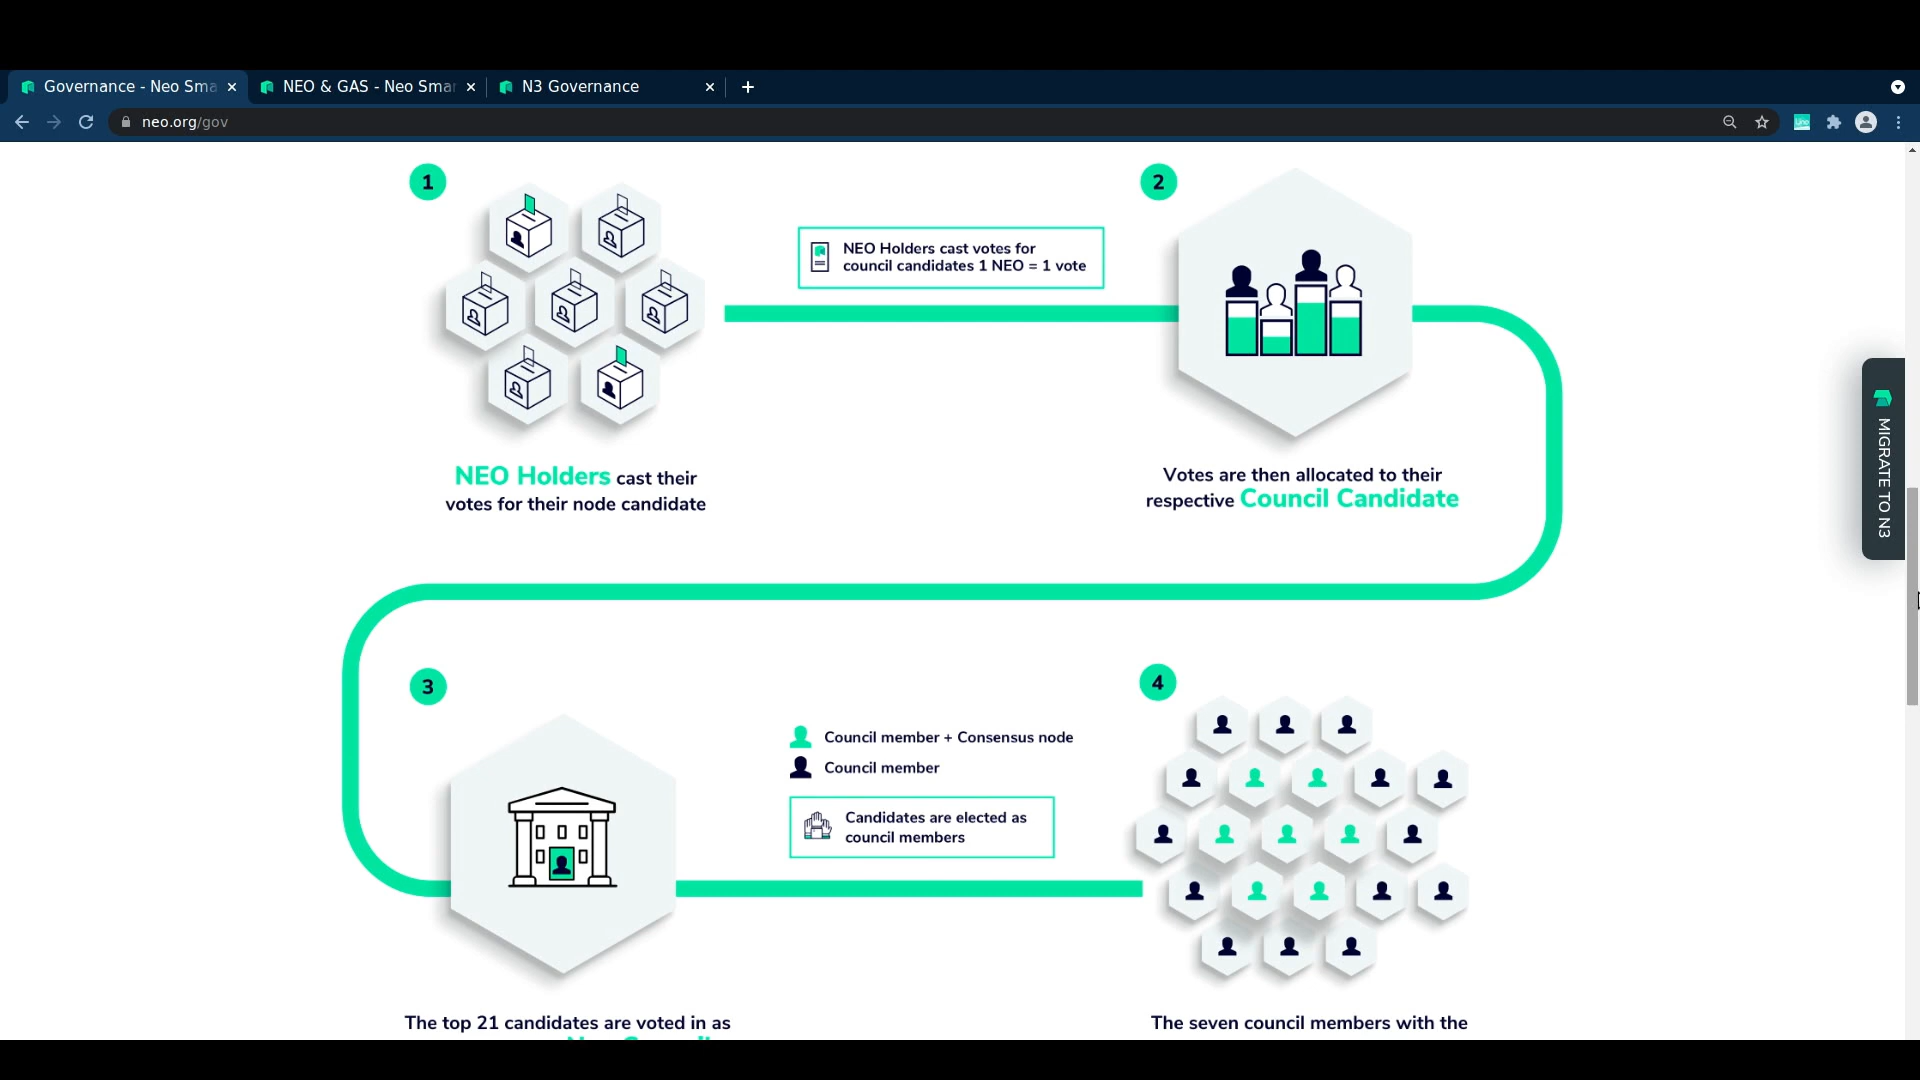 Governance - Neo Sma
NEO & GAS - Neo Smar
N3 Governance
neo.org/gov
1
2
NEO Holders cast votes for
council candidates 1 NEO = 1 vote
NEO Holders cast their
votes for their node candidate
Votes are then allocated to their
respective Council Candidate
MIGRATE TO N3
3
4
Council member + Consensus node
Council member
Candidates are elected as
council members
The top 21 candidates are voted in as
The seven council members with the